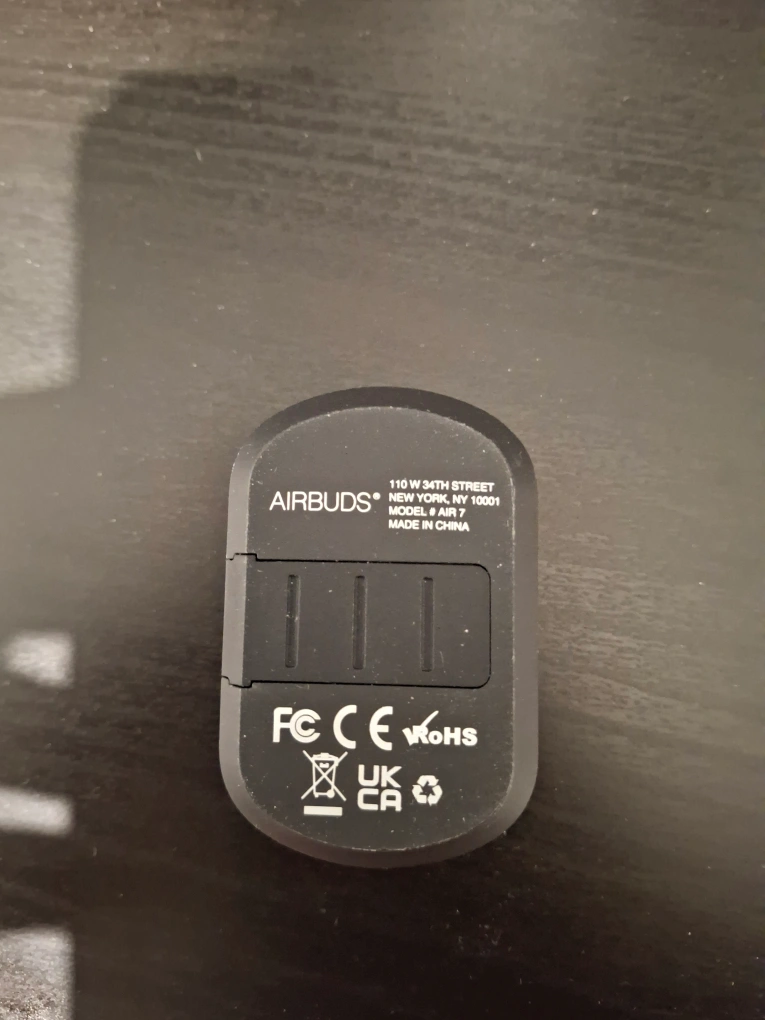 AIRBUDS®
110 W 34TH STREET
NEW YORK, NY 10001
MODEL # AIR 7
MADE IN CHINA
FC CE RoHS
UK
CA